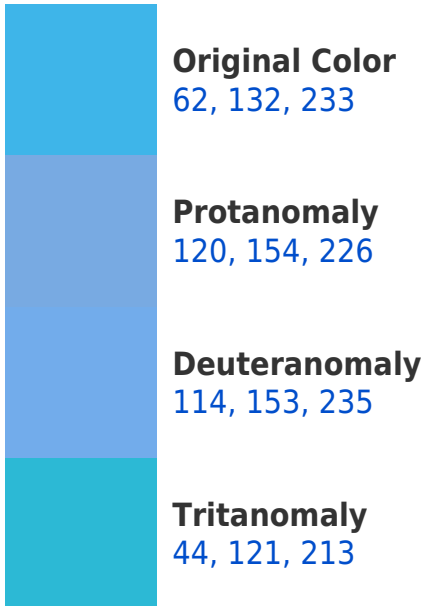 Original Color
62, 132, 233
Protanomaly
120, 154, 226
Deuteranomaly
114, 153, 235
Tritanomaly
44, 121, 213